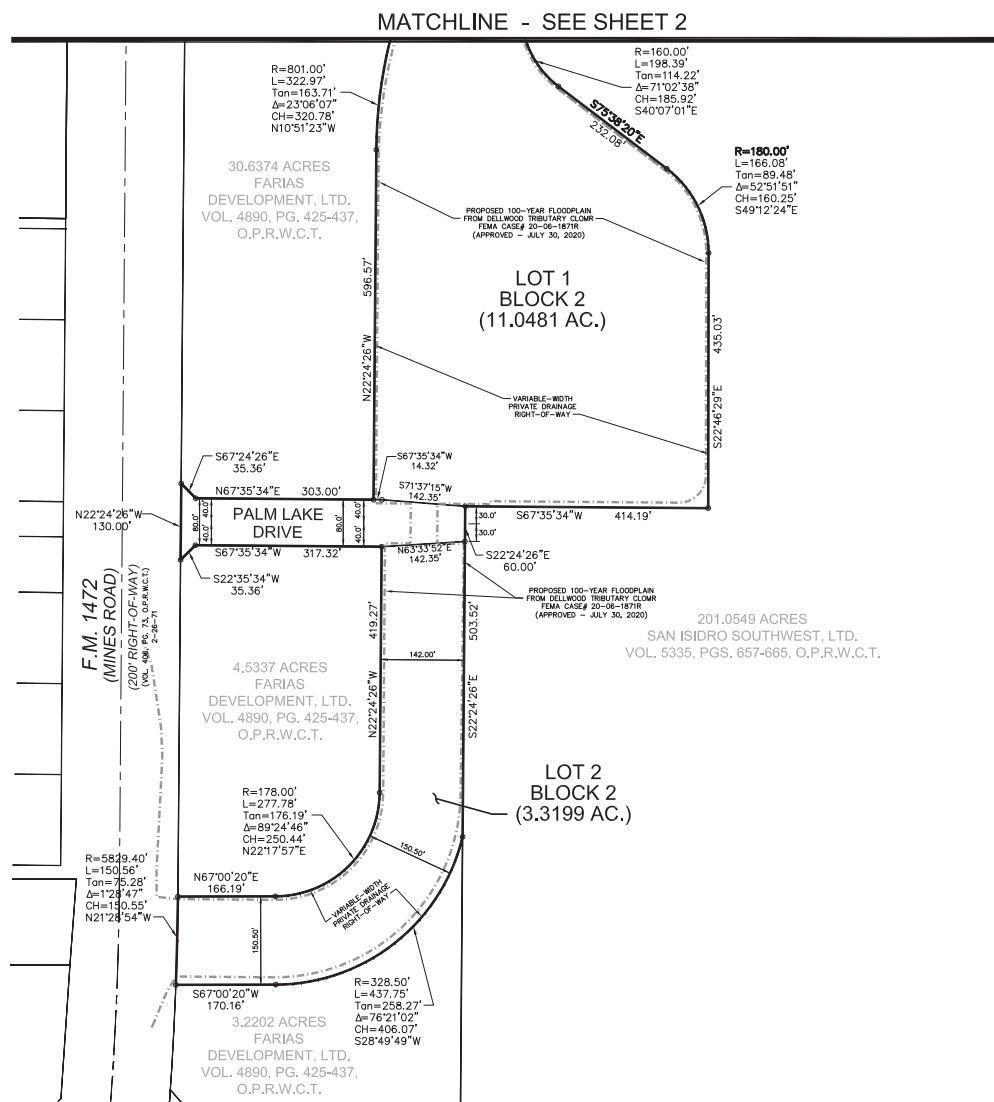 MATCHLINE - SEE SHEET 2
R=801.00'
L=322.97'
Tan=163.71'
Δ=23°06'07"
CH=320.78'
N10°51'23"W
R=160.00'
L=198.39'
Tan=114.22'
Δ=71°02'38"
CH=185.92'
S40°07'01"E
S75°38'20"E
232.08'
R=180.00'
L=166.08'
Tan=89.48'
Δ=52°51'51"
CH=160.25'
S49°12'24"E
30.6374 ACRES
FARIAS
DEVELOPMENT, LTD.
VOL. 4890, PG. 425-437,
O.P.R.W.C.T.
PROPOSED 100-YEAR FLOODPLAIN
FROM DELLWOOD TRIBUTARY CLOMR
FEMA CASE# 20-06-1871R
(APPROVED - JULY 30, 2020)
LOT 1
BLOCK 2
(11.0481 AC.)
596.57'
N22°24'26"W
435.03'
S22°46'29"E
VARIABLE-WIDTH
PRIVATE DRAINAGE
RIGHT-OF-WAY
S67°24'26"E
35.36'
S67°35'34"W
14.32'
S71°37'15"W
142.35'
N67°35'34"E 303.00'
N22°24'26"W
130.00'
80.0'
40.0'
40.0'
PALM LAKE
DRIVE
80.0'
40.0'
40.0'
30.0'
30.0'
S67°35'34"W 414.19'
S67°35'34"W 317.32'
N63°33'52"E
142.35'
S22°24'26"E
60.00'
S22°35'34"W
35.36'
PROPOSED 100-YEAR FLOODPLAIN
FROM DELLWOOD TRIBUTARY CLOMR
FEMA CASE# 20-06-1871R
(APPROVED - JULY 30, 2020)
F.M. 1472
(MINES ROAD)
(200' RIGHT-OF-WAY)
(VOL. 406, PG. 73, O.P.R.W.C.T.)
2-26-71
419.27'
N22°24'26"W
503.52'
S22°24'26"E
142.00'
201.0549 ACRES
SAN ISIDRO SOUTHWEST, LTD.
VOL. 5335, PGS. 657-665, O.P.R.W.C.T.
4.5337 ACRES
FARIAS
DEVELOPMENT, LTD.
VOL. 4890, PG. 425-437,
O.P.R.W.C.T.
LOT 2
BLOCK 2
(3.3199 AC.)
R=178.00'
L=277.78'
Tan=176.19'
Δ=89°24'46"
CH=250.44'
N22°17'57"E
150.50'
R=5829.40'
L=150.56'
Tan=75.28'
Δ=1°28'47"
CH=150.55'
N21°28'54"W
N67°00'20"E
166.19'
VARIABLE-WIDTH
PRIVATE DRAINAGE
RIGHT-OF-WAY
150.50'
S67°00'20"W
170.16'
R=328.50'
L=437.75'
Tan=258.27'
Δ=76°21'02"
CH=406.07'
S28°49'49"W
3.2202 ACRES
FARIAS
DEVELOPMENT, LTD.
VOL. 4890, PG. 425-437,
O.P.R.W.C.T.